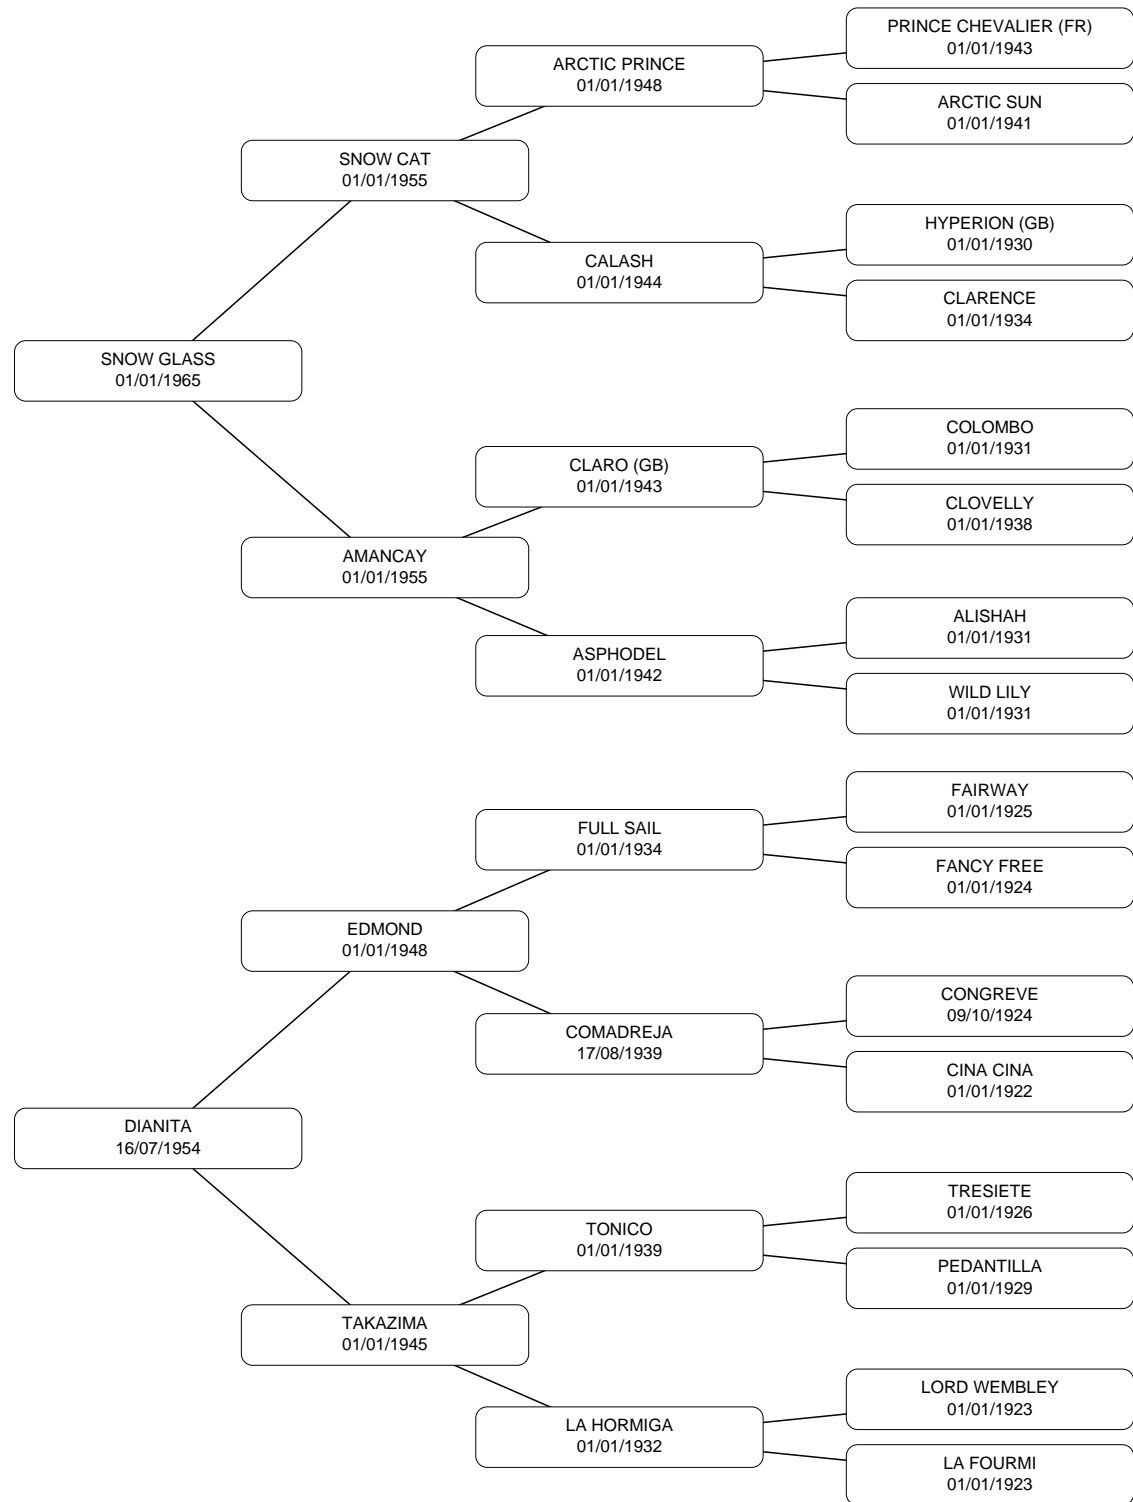 PRINCE CHEVALIER (FR)
01/01/1943
ARCTIC PRINCE
01/01/1948
ARCTIC SUN
01/01/1941
SNOW CAT
01/01/1955
HYPERION (GB)
01/01/1930
CALASH
01/01/1944
CLARENCE
01/01/1934
SNOW GLASS
01/01/1965
COLOMBO
01/01/1931
CLARO (GB)
01/01/1943
CLOVELLY
01/01/1938
AMANCAY
01/01/1955
ALISHAH
01/01/1931
ASPHODEL
01/01/1942
WILD LILY
01/01/1931
FAIRWAY
01/01/1925
FULL SAIL
01/01/1934
FANCY FREE
01/01/1924
EDMOND
01/01/1948
CONGREVE
09/10/1924
COMADREJA
17/08/1939
CINA CINA
01/01/1922
DIANITA
16/07/1954
TRESIETE
01/01/1926
TONICO
01/01/1939
PEDANTILLA
01/01/1929
TAKAZIMA
01/01/1945
LORD WEMBLEY
01/01/1923
LA HORMIGA
01/01/1932
LA FOURMI
01/01/1923